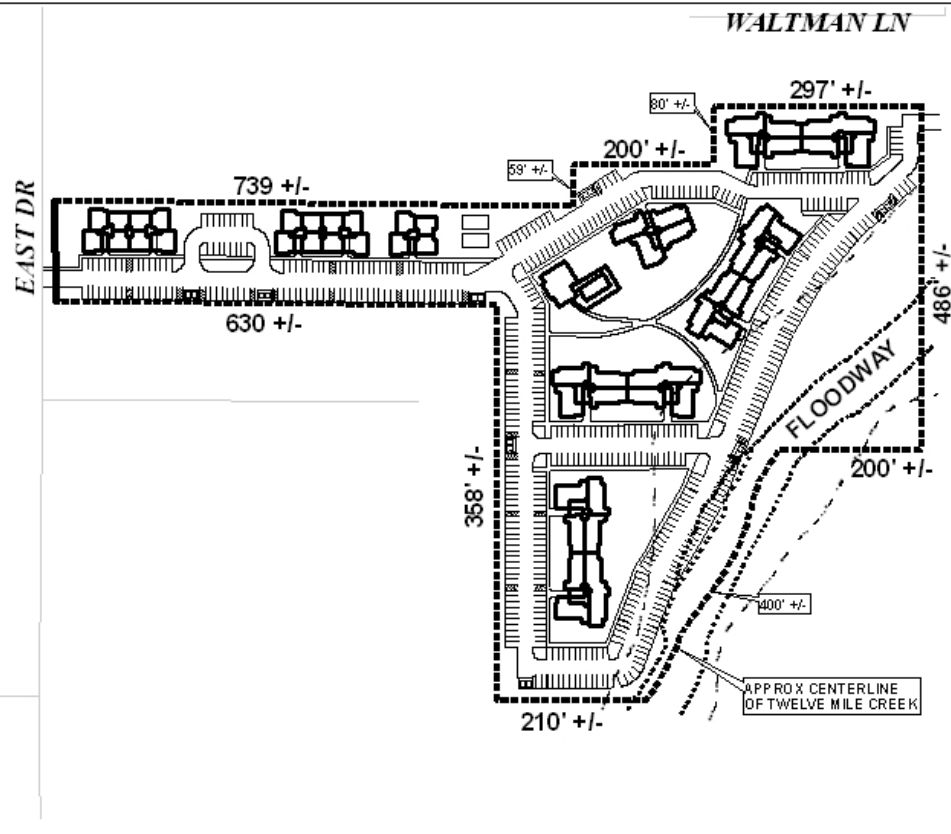 WALTMAN LN
297' +/-
80' +/-
200' +/-
59' +/-
739 +/-
EAST DR
630 +/-
486' +/-
FLOODWAY
200' +/-
358' +/-
400' +/-
APPROX CENTERLINE
OF TWELVE MILE CREEK
210' +/-